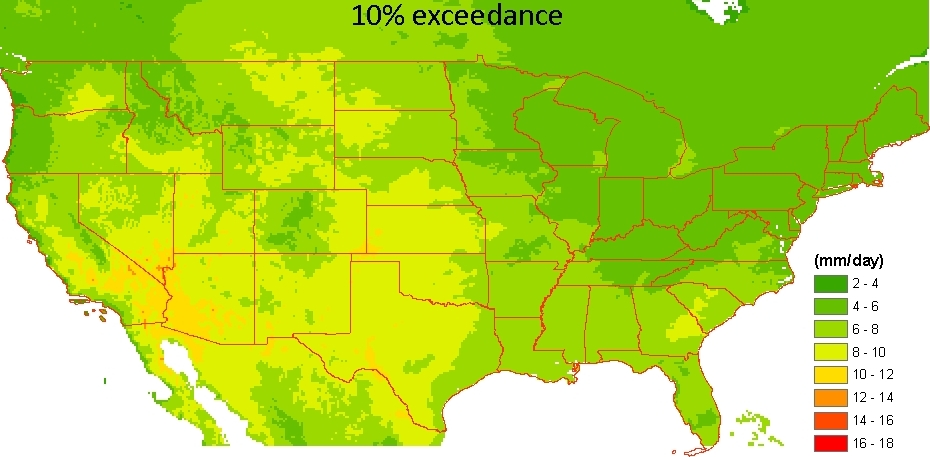 10% exceedance
(mm/day)
2 - 4
4 - 6
6 - 8
8 - 10
10 - 12
12 - 14
14 - 16
16 - 18